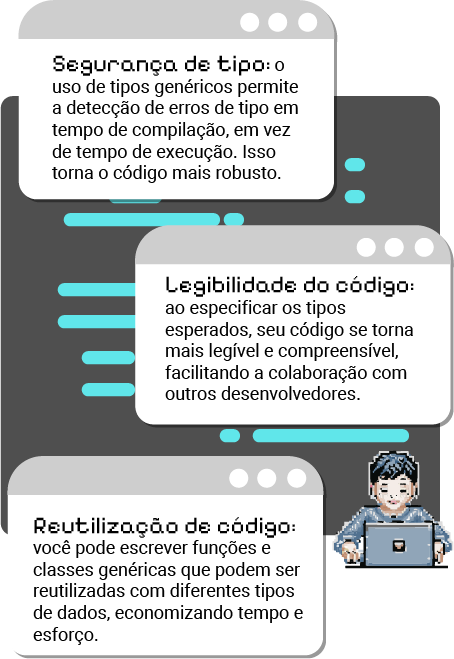 Segurança de tipo: o
uso de tipos genéricos permite
a detecção de erros de tipo em
tempo de compilação, em vez
de tempo de execução. Isso
torna o código mais robusto.
Legibilidade do código:
ao especificar os tipos
esperados, seu código se torna
mais legível e compreensível,
facilitando a colaboração com
outros desenvolvedores.
Reutilização de código:
você pode escrever funções e
classes genéricas que podem ser
reutilizadas com diferentes tipos
de dados, economizando tempo e
esforço.